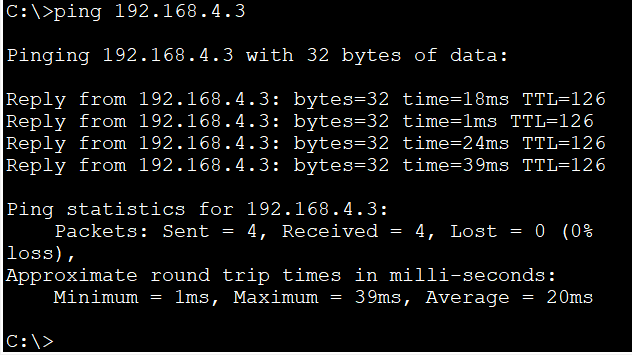 C:\>ping 192.168.4.3
Pinging 192.168.4.3 with 32 bytes of data:
Reply from 192.168.4.3: bytes=32 time=18ms TTL=126
Reply from 192.168.4.3: bytes=32 time=1ms TTL=126
Reply from 192.168.4.3: bytes=32 time=24ms TTL=126
Reply from 192.168.4.3: bytes=32 time=39ms TTL=126
Ping statistics for 192.168.4.3:
    Packets: Sent = 4, Received = 4, Lost = 0 (0%
loss),
Approximate round trip times in milli-seconds:
    Minimum = 1ms, Maximum = 39ms, Average = 20ms
C:\>